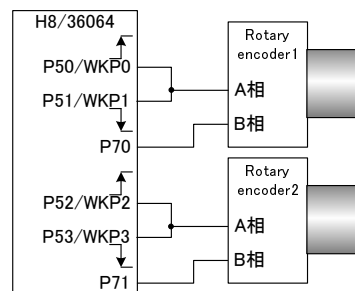 H8/36064
P50/WKP0
P51/WKP1
P70
P52/WKP2
P53/WKP3
P71
Rotary
encoder1
A相
B相
Rotary
encoder2
A相
B相